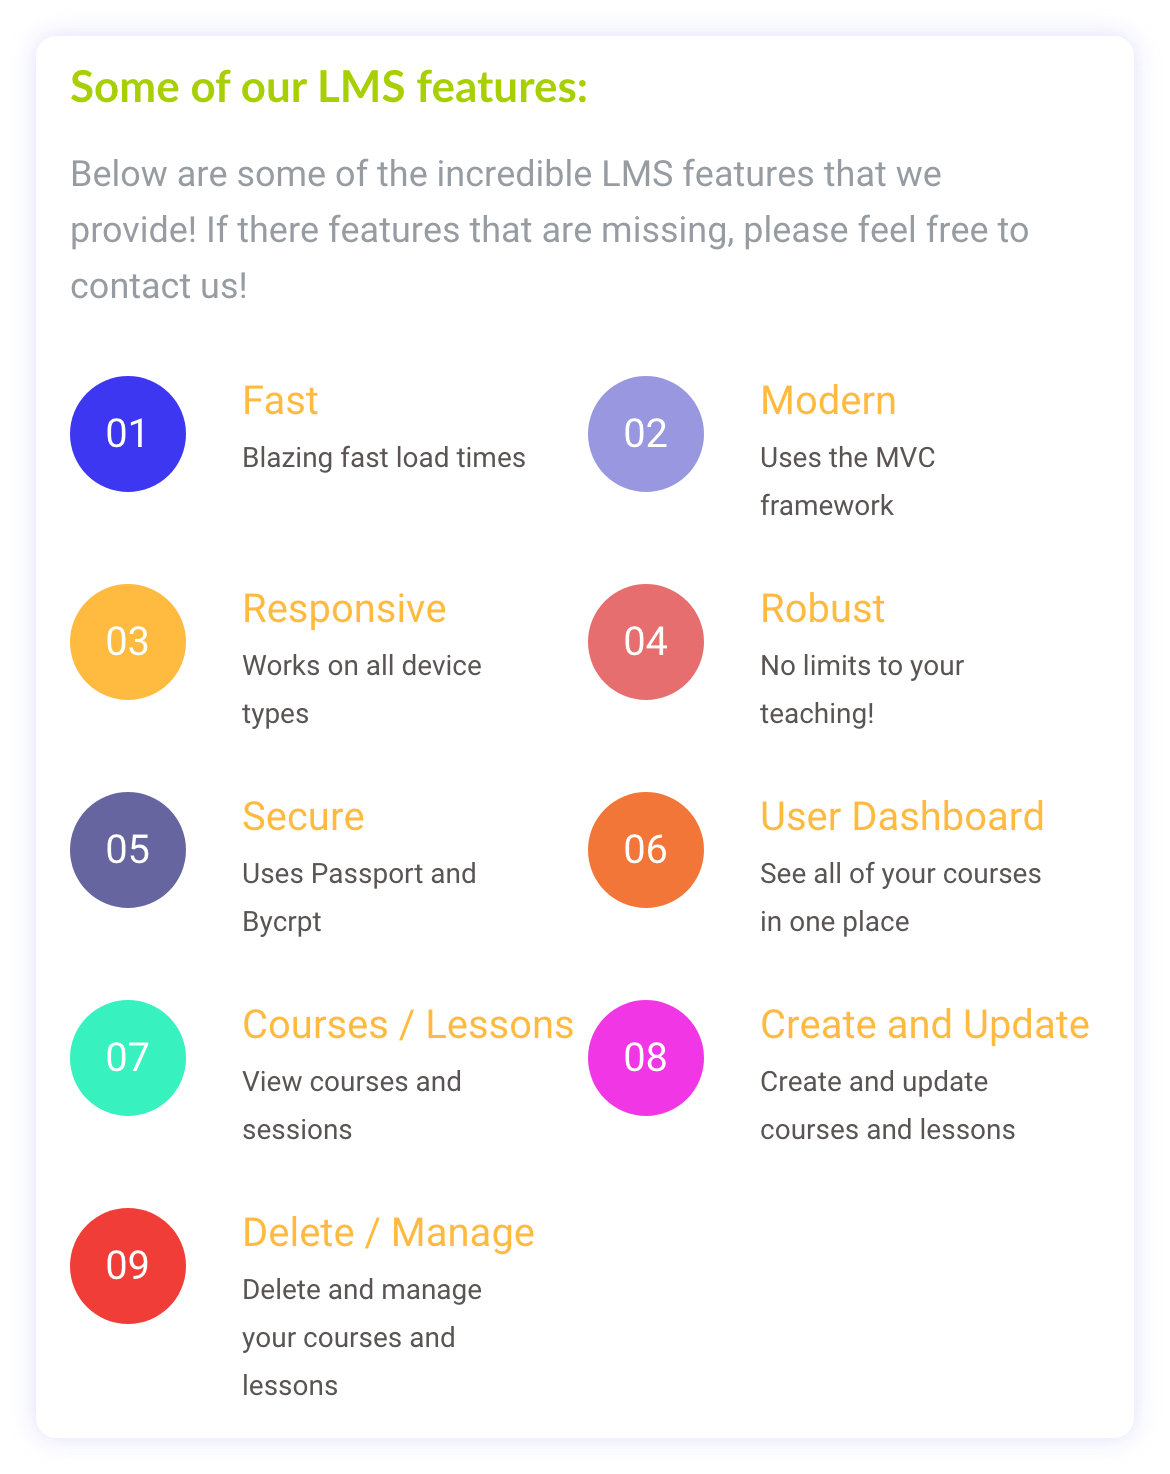 Some of our LMS features:
Below are some of the incredible LMS features that we
provide! If there features that are missing, please feel free to
contact us!
01
Fast
Blazing fast load times
02
Modern
Uses the MVC
framework
03
Responsive
Works on all device
types
04
Robust
No limits to your
teaching!
05
Secure
Uses Passport and
Bycrpt
06
User Dashboard
See all of your courses
in one place
07
Courses / Lessons
View courses and
sessions
08
Create and Update
Create and update
courses and lessons
09
Delete / Manage
Delete and manage
your courses and
lessons